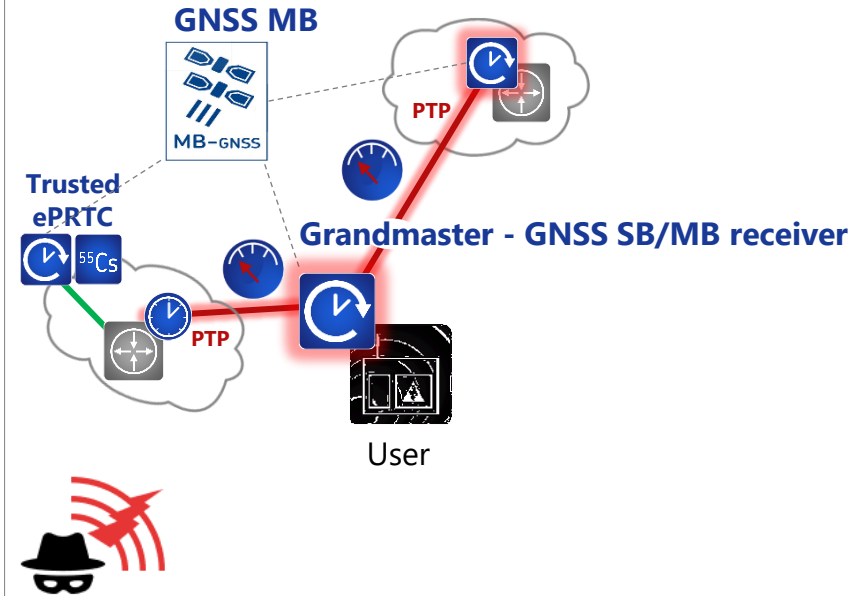 GNSS MB
MB-GNSS
PTP
Trusted
ePRTC
55Cs
Grandmaster - GNSS SB/MB receiver
PTP
User